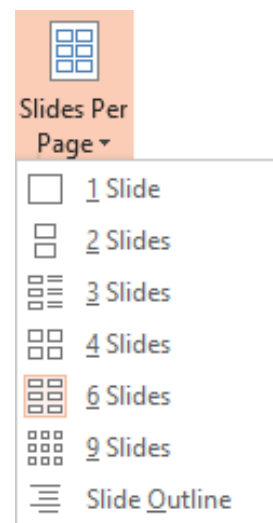 Slides Per
Page
1 Slide
2 Slides
3 Slides
4 Slides
6 Slides
9 Slides
Slide Outline